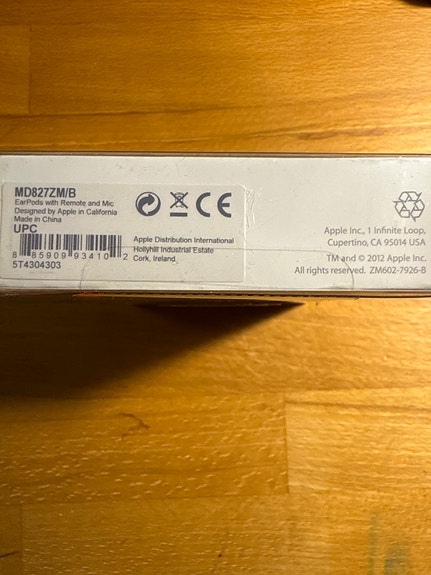 MD827ZM/B
EarPods with Remote and Mic
Designed by Apple in California
Made in China
UPC
8 85909 93410 2
5T4304303
CE
Apple Distribution International
Hollyhill Industrial Estate
Cork, Ireland
Apple Inc., 1 Infinite Loop,
Cupertino, CA 95014 USA
TM and © 2012 Apple Inc.
All rights reserved. ZM602-7926-B